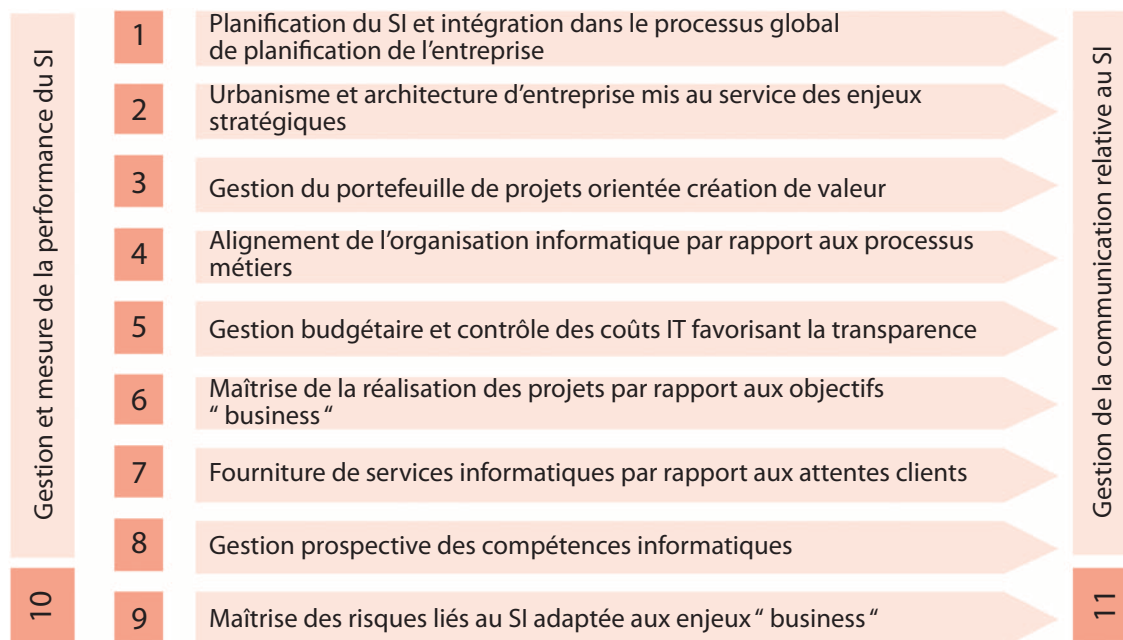 Gestion et mesure de la performance du SI
10
1
Planification du SI et intégration dans le processus global
de planification de l’entreprise
2
Urbanisme et architecture d’entreprise mis au service des enjeux
stratégiques
3
Gestion du portefeuille de projets orientée création de valeur
4
Alignement de l’organisation informatique par rapport aux processus
métiers
5
Gestion budgétaire et contrôle des coûts IT favorisant la transparence
6
Maîtrise de la réalisation des projets par rapport aux objectifs
“ business “
7
Fourniture de services informatiques par rapport aux attentes clients
8
Gestion prospective des compétences informatiques
9
Maîtrise des risques liés au SI adaptée aux enjeux “ business “
Gestion de la communication relative au SI
11